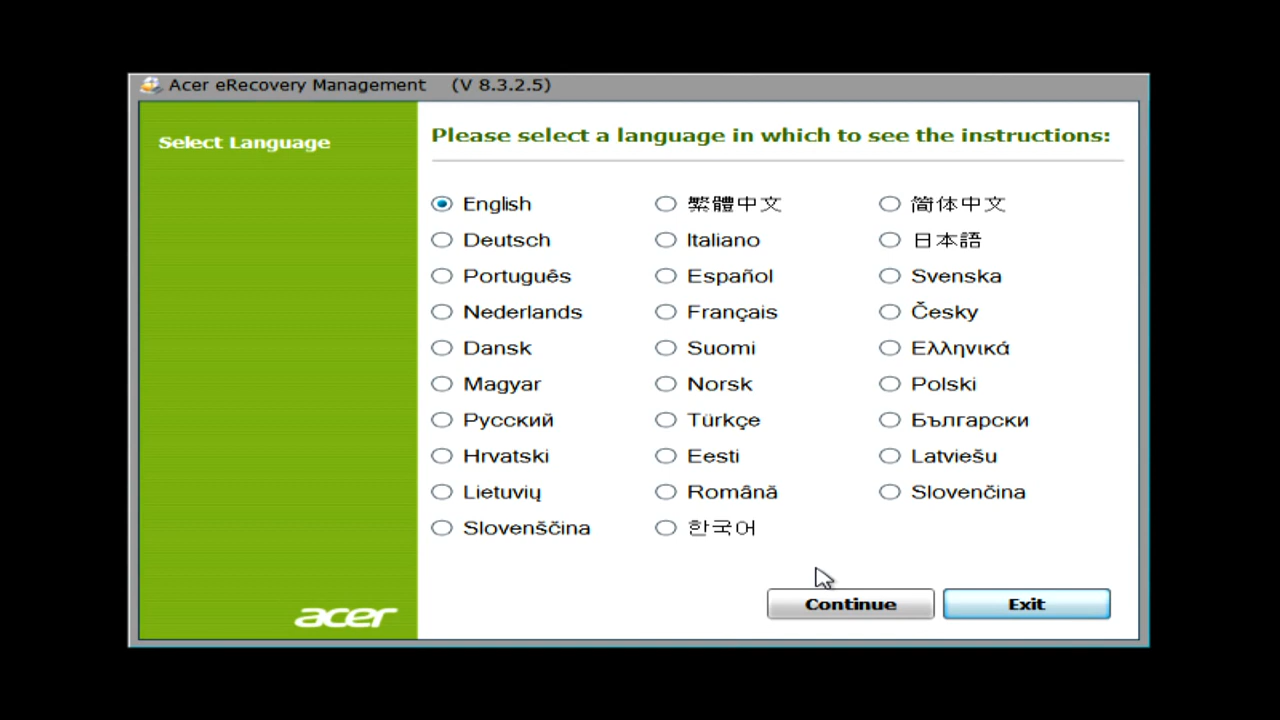 Acer eRecovery Management (V 8.3.2.5)
Select Language
Please select a language in which to see the instructions:
English 繁體中文 简体中文
Deutsch Italiano 日本語
Português Español Svenska
Nederlands Français Česky
Dansk Suomi Ελληνικά
Magyar Norsk Polski
Русский Türkçe Български
Hrvatski Eesti Latviešu
Lietuvių Română Slovenčina
Slovenščina 한국어
acer
Continue Exit